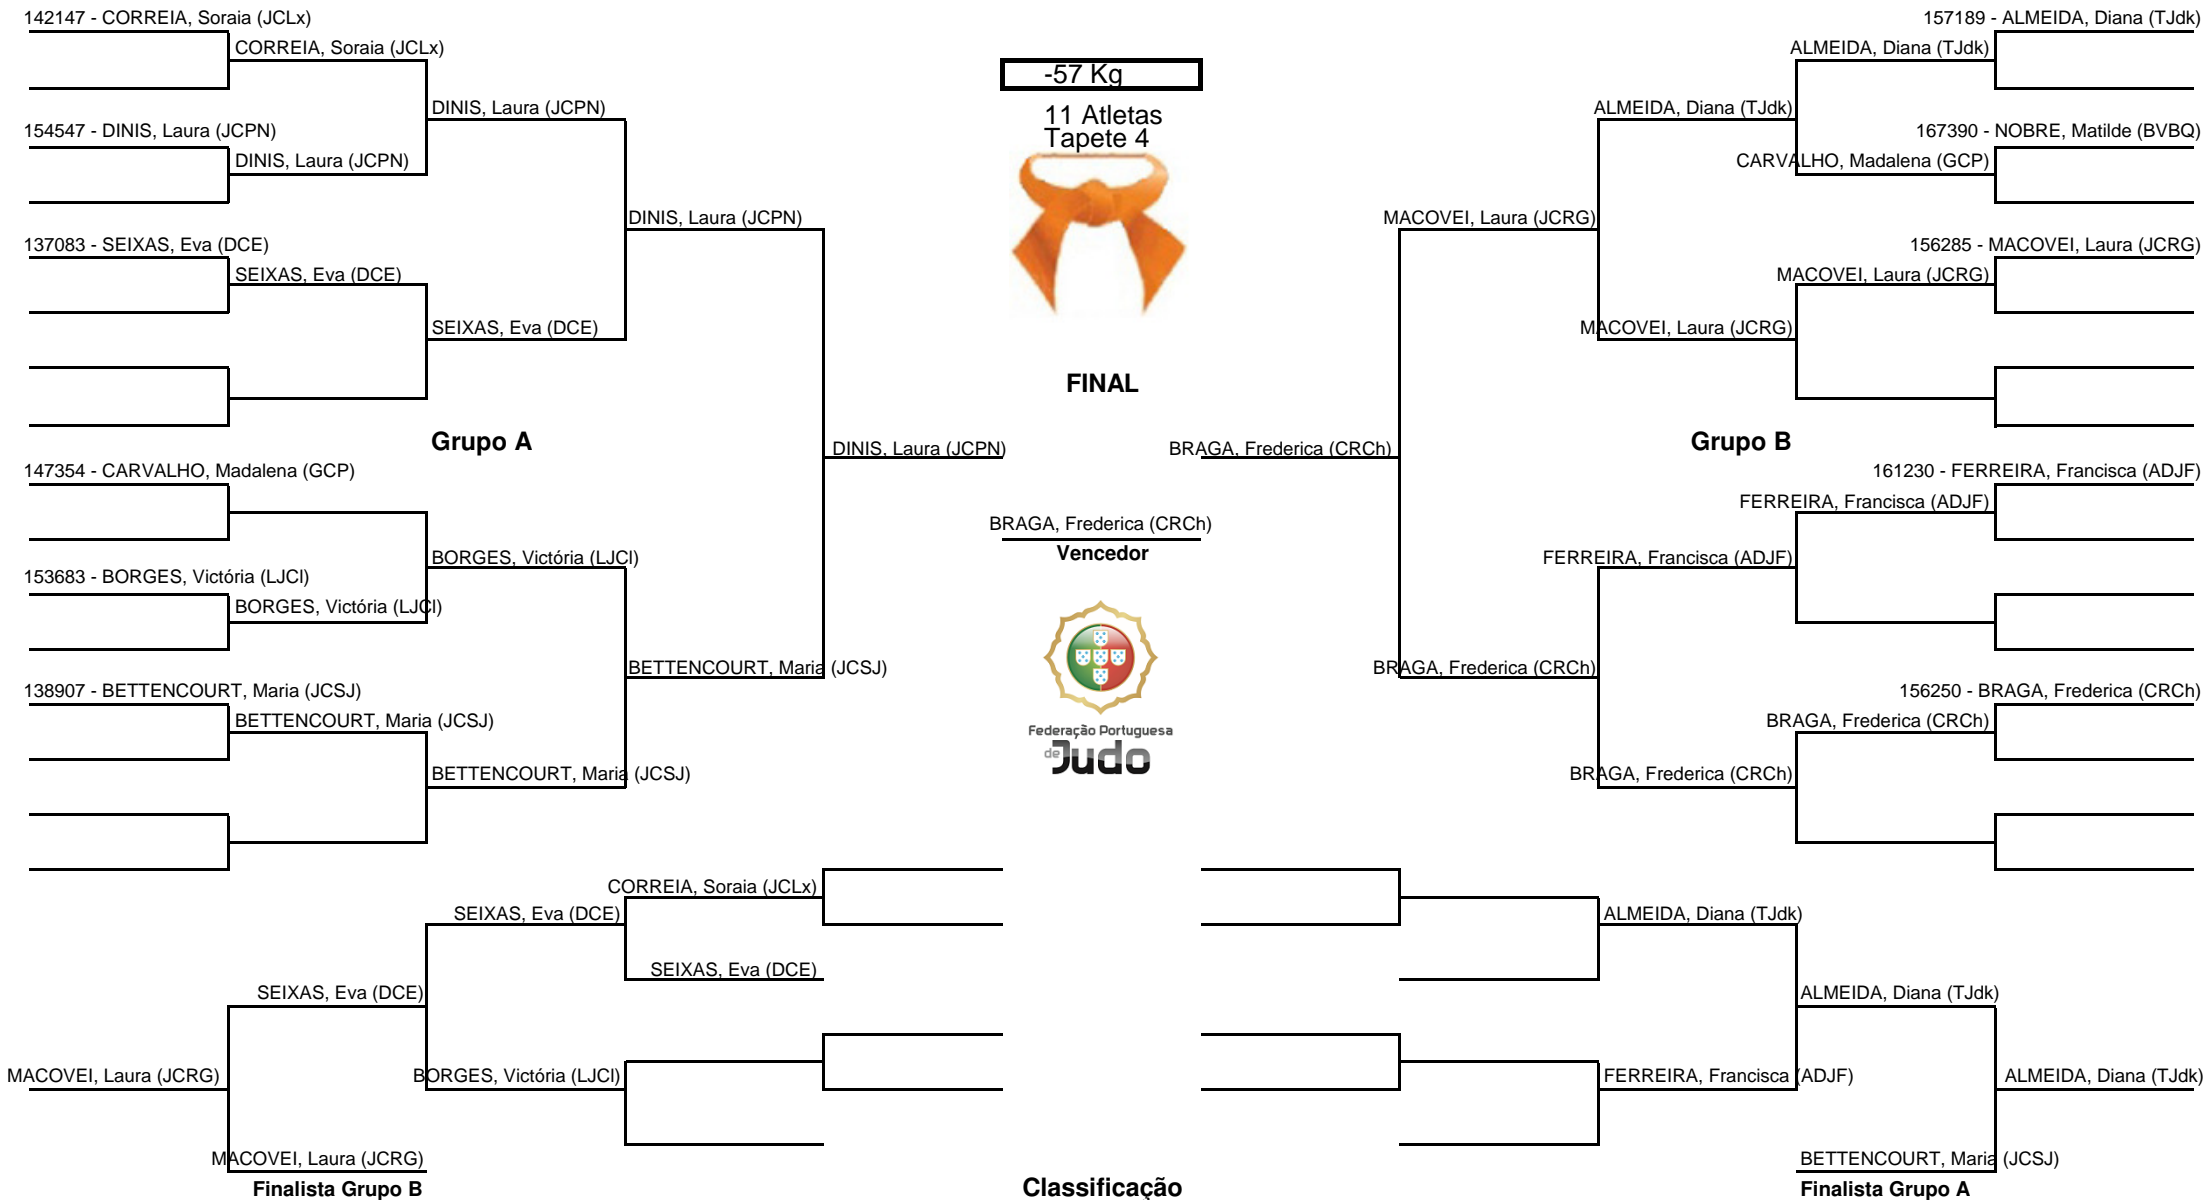 142147 - CORREIA, Soraia (JCLx)
CORREIA, Soraia (JCLx)
DINIS, Laura (JCPN)
154547 - DINIS, Laura (JCPN)
DINIS, Laura (JCPN)
DINIS, Laura (JCPN)
137083 - SEIXAS, Eva (DCE)
SEIXAS, Eva (DCE)
SEIXAS, Eva (DCE)
Grupo A
DINIS, Laura (JCPN)
147354 - CARVALHO, Madalena (GCP)
BORGES, Victória (LJCl)
153683 - BORGES, Victória (LJCl)
BORGES, Victória (LJCl)
BETTENCOURT, Maria (JCSJ)
138907 - BETTENCOURT, Maria (JCSJ)
BETTENCOURT, Maria (JCSJ)
BETTENCOURT, Maria (JCSJ)
-57 Kg
11 Atletas
Tapete 4
FINAL
BRAGA, Frederica (CRCh)
Vencedor
Federação Portuguesa
de Judo
157189 - ALMEIDA, Diana (TJdk)
ALMEIDA, Diana (TJdk)
ALMEIDA, Diana (TJdk)
167390 - NOBRE, Matilde (BVBQ)
CARVALHO, Madalena (GCP)
MACOVEI, Laura (JCRG)
156285 - MACOVEI, Laura (JCRG)
MACOVEI, Laura (JCRG)
MACOVEI, Laura (JCRG)
Grupo B
BRAGA, Frederica (CRCh)
161230 - FERREIRA, Francisca (ADJF)
FERREIRA, Francisca (ADJF)
FERREIRA, Francisca (ADJF)
BRAGA, Frederica (CRCh)
156250 - BRAGA, Frederica (CRCh)
BRAGA, Frederica (CRCh)
BRAGA, Frederica (CRCh)
CORREIA, Soraia (JCLx)
SEIXAS, Eva (DCE)
SEIXAS, Eva (DCE)
SEIXAS, Eva (DCE)
MACOVEI, Laura (JCRG)
BORGES, Victória (LJCl)
MACOVEI, Laura (JCRG)
Finalista Grupo B
Classificação
ALMEIDA, Diana (TJdk)
ALMEIDA, Diana (TJdk)
FERREIRA, Francisca (ADJF)
ALMEIDA, Diana (TJdk)
BETTENCOURT, Maria (JCSJ)
Finalista Grupo A